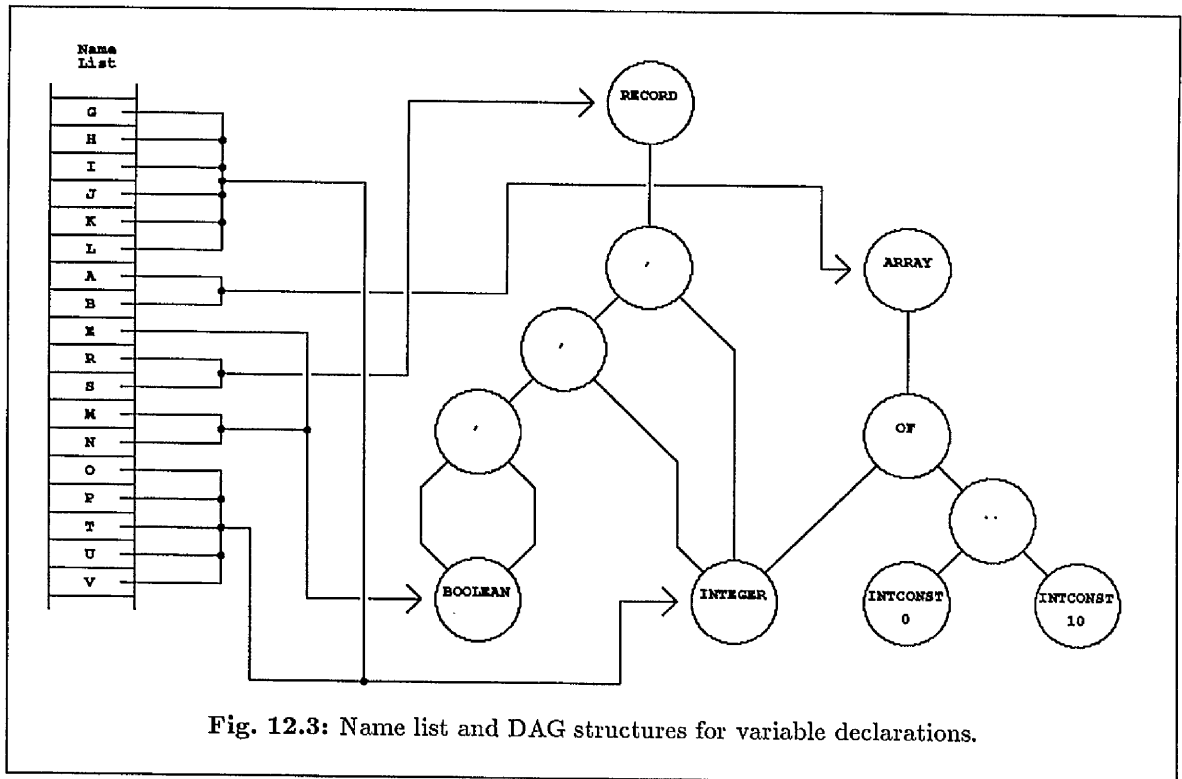 Name
List
G
H
I
J
K
L
A
B
R
S
M
N
O
P
T
U
V
RECORD
,
ARRAY
,
,
OF
..
BOOLEAN
INTEGER
INTCONST
0
INTCONST
10
Fig. 12.3: Name list and DAG structures for variable declarations.